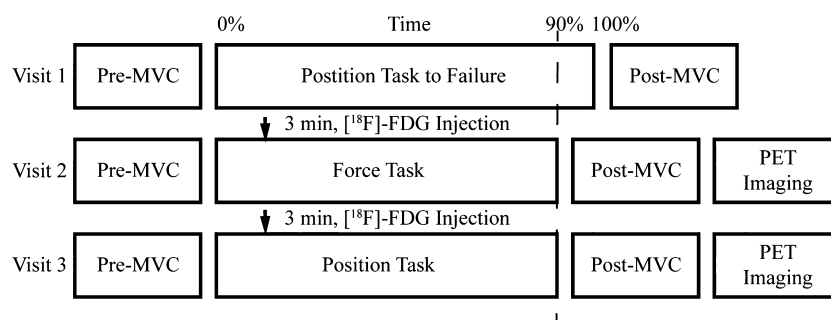 0% Time 90% 100%
Visit 1 Pre-MVC Postition Task to Failure Post-MVC
3 min, [¹⁸F]-FDG Injection
Visit 2 Pre-MVC Force Task Post-MVC PET
Imaging
3 min, [¹⁸F]-FDG Injection
Visit 3 Pre-MVC Position Task Post-MVC PET
Imaging